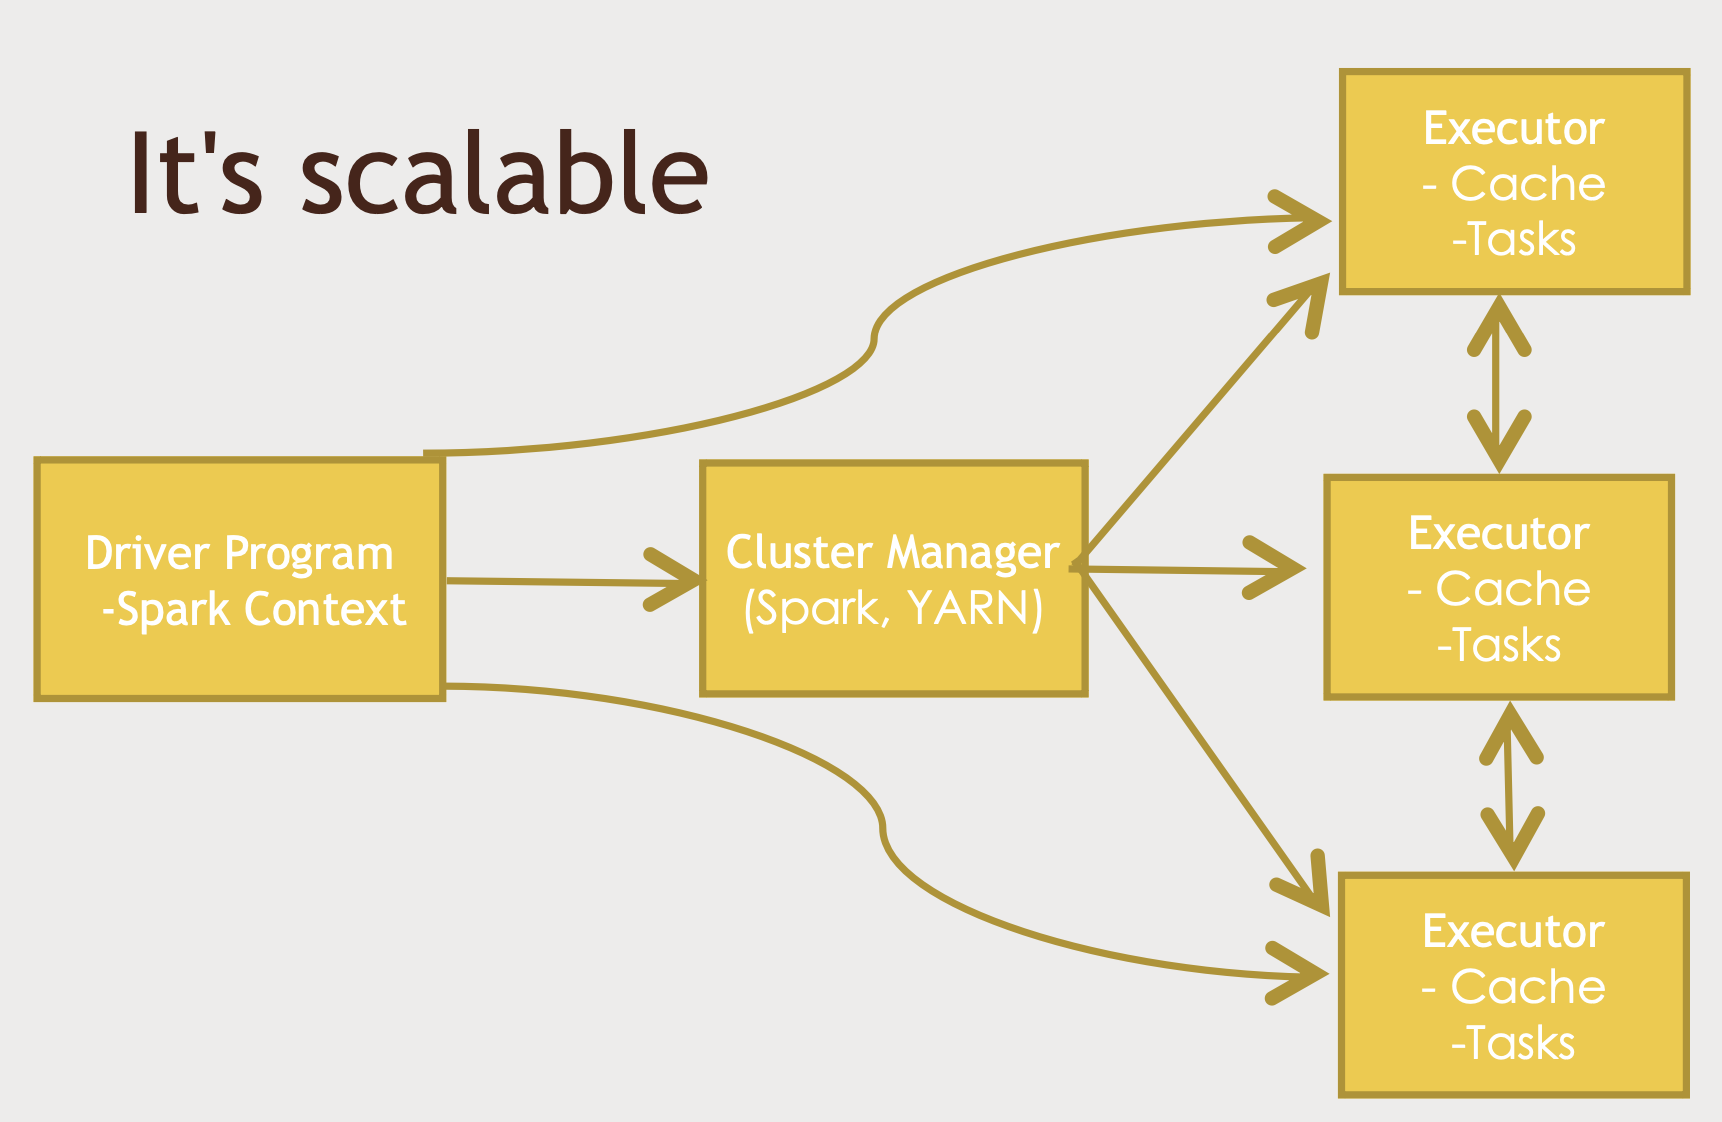 It's scalable
Executor
- Cache
-Tasks
Driver Program
-Spark Context
Cluster Manager
(Spark, YARN)
Executor
- Cache
-Tasks
Executor
- Cache
-Tasks